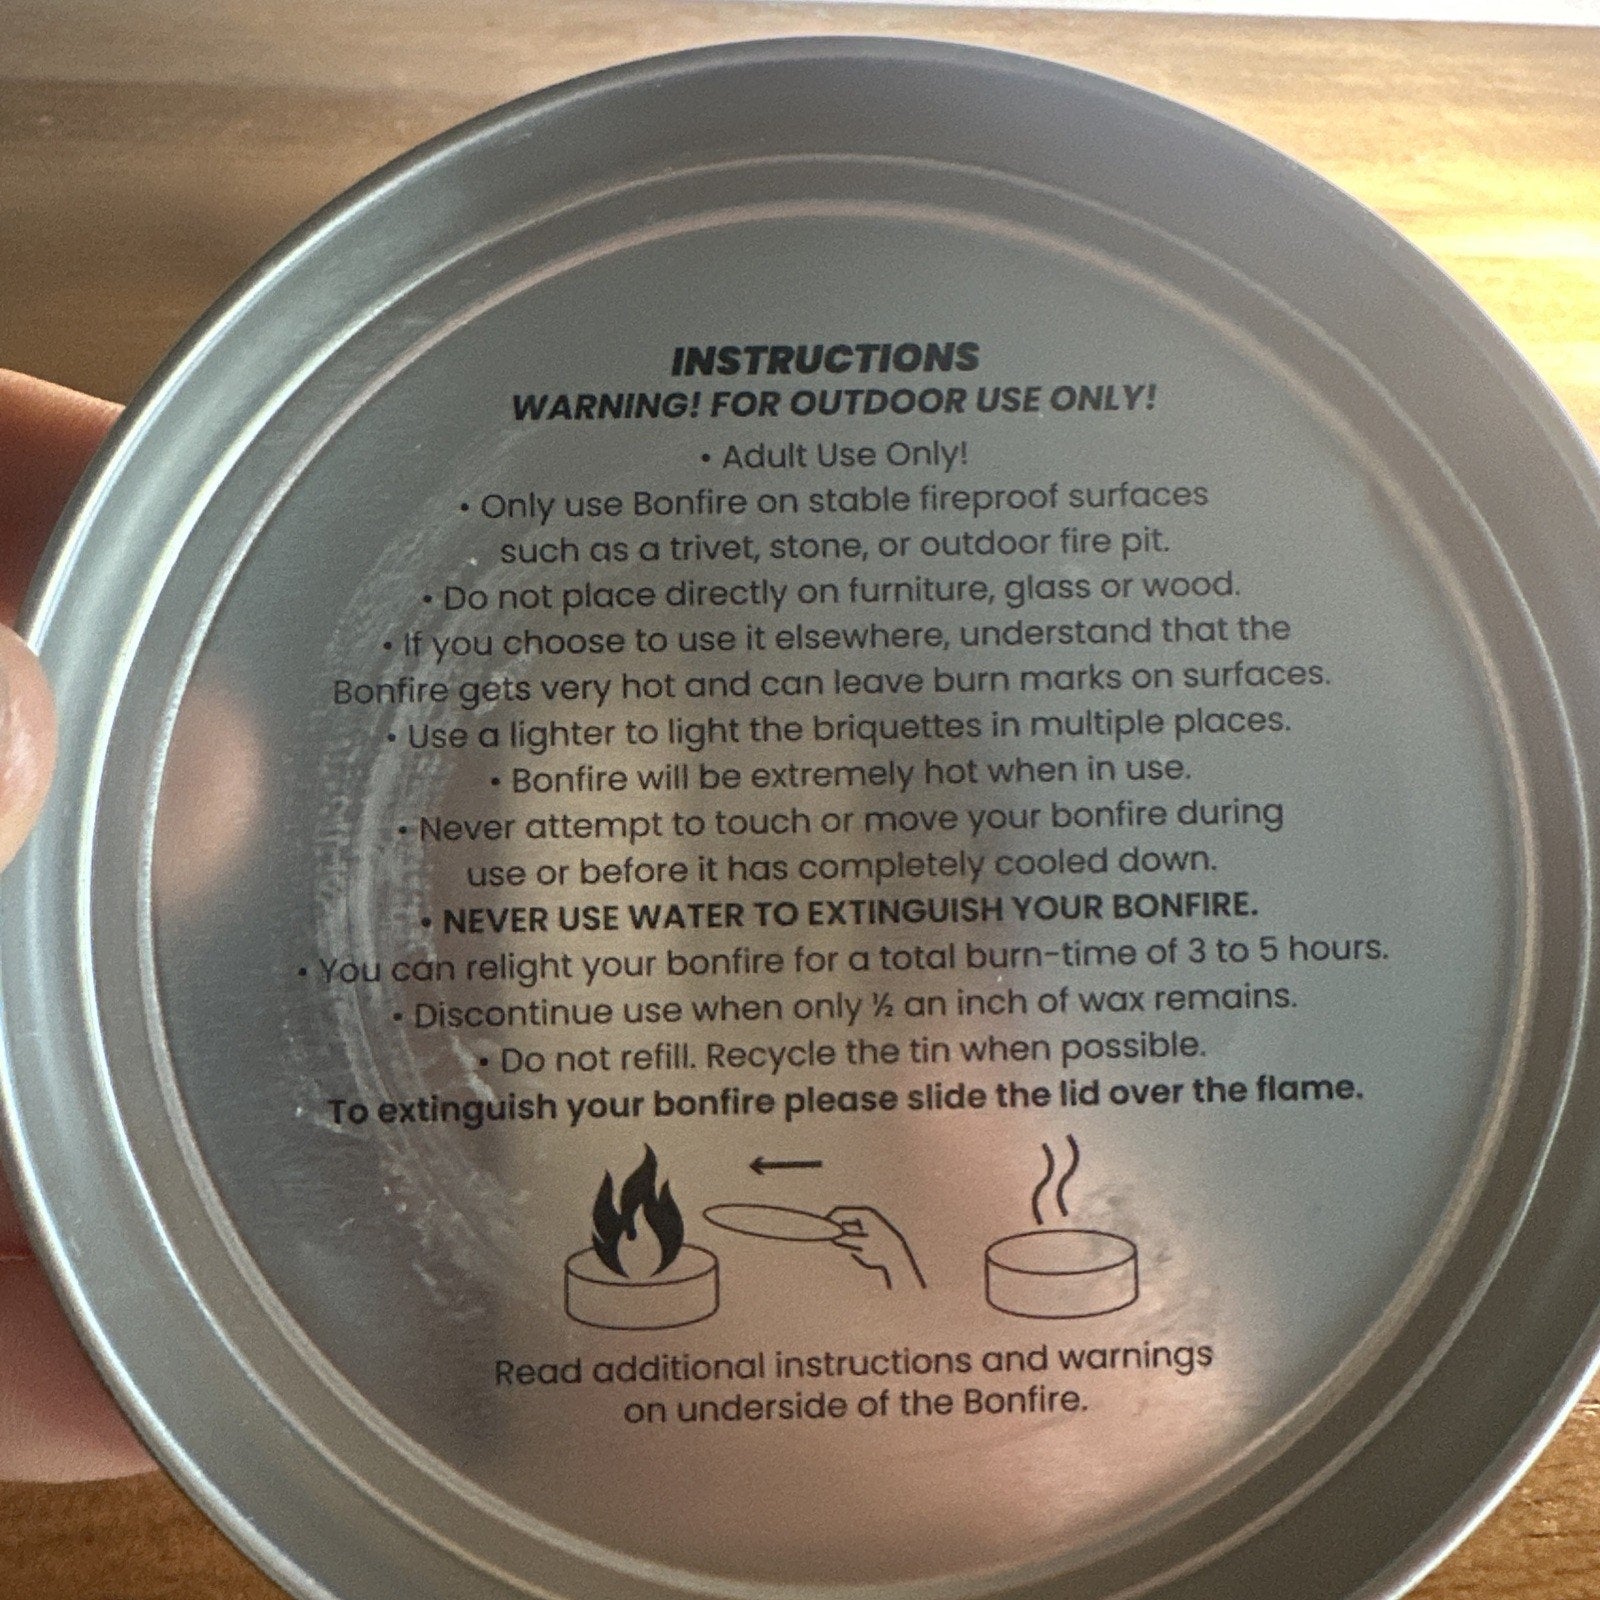 INSTRUCTIONS
WARNING! FOR OUTDOOR USE ONLY!
• Adult Use Only!
• Only use Bonfire on stable fireproof surfaces
such as a trivet, stone, or outdoor fire pit.
• Do not place directly on furniture, glass or wood.
• If you choose to use it elsewhere, understand that the
Bonfire gets very hot and can leave burn marks on surfaces.
• Use a lighter to light the briquettes in multiple places.
• Bonfire will be extremely hot when in use.
• Never attempt to touch or move your bonfire during
use or before it has completely cooled down.
• NEVER USE WATER TO EXTINGUISH YOUR BONFIRE.
• You can relight your bonfire for a total burn-time of 3 to 5 hours.
• Discontinue use when only ½ an inch of wax remains.
• Do not refill. Recycle the tin when possible.
To extinguish your bonfire please slide the lid over the flame.
Read additional instructions and warnings
on underside of the Bonfire.